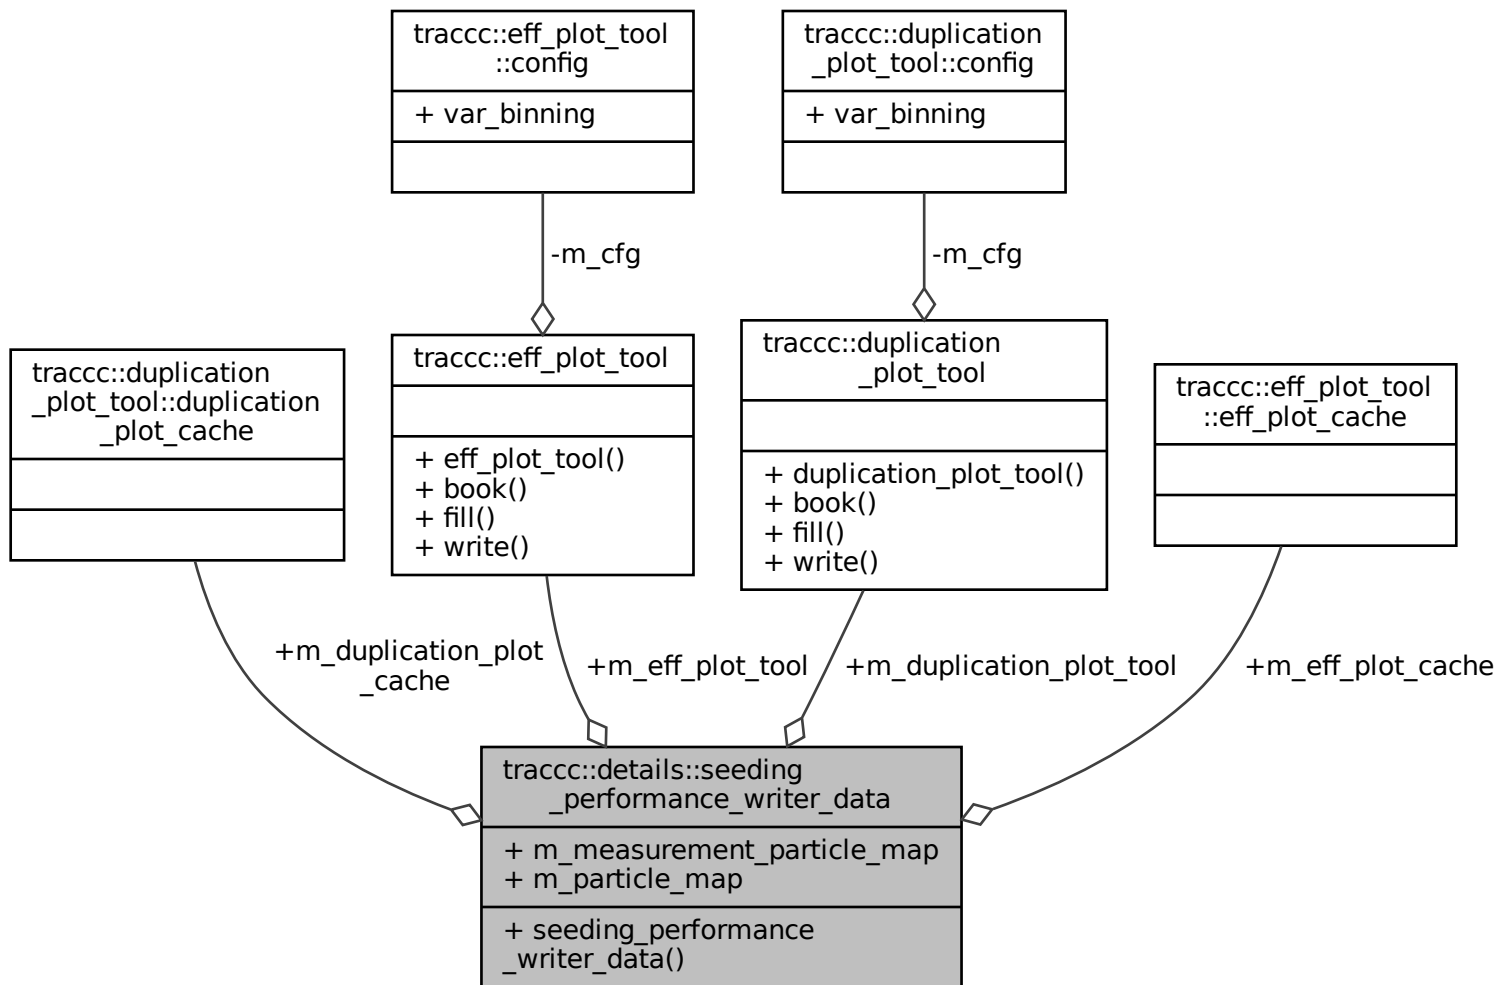 traccc::eff_plot_tool
::config
+ var_binning
traccc::duplication
_plot_tool::config
+ var_binning
-m_cfg
-m_cfg
traccc::duplication
_plot_tool::duplication
_plot_cache
traccc::eff_plot_tool
+ eff_plot_tool()
+ book()
+ fill()
+ write()
traccc::duplication
_plot_tool
+ duplication_plot_tool()
+ book()
+ fill()
+ write()
traccc::eff_plot_tool
::eff_plot_cache
+m_duplication_plot
_cache
+m_eff_plot_tool
+m_duplication_plot_tool
+m_eff_plot_cache
traccc::details::seeding
_performance_writer_data
+ m_measurement_particle_map
+ m_particle_map
+ seeding_performance
_writer_data()